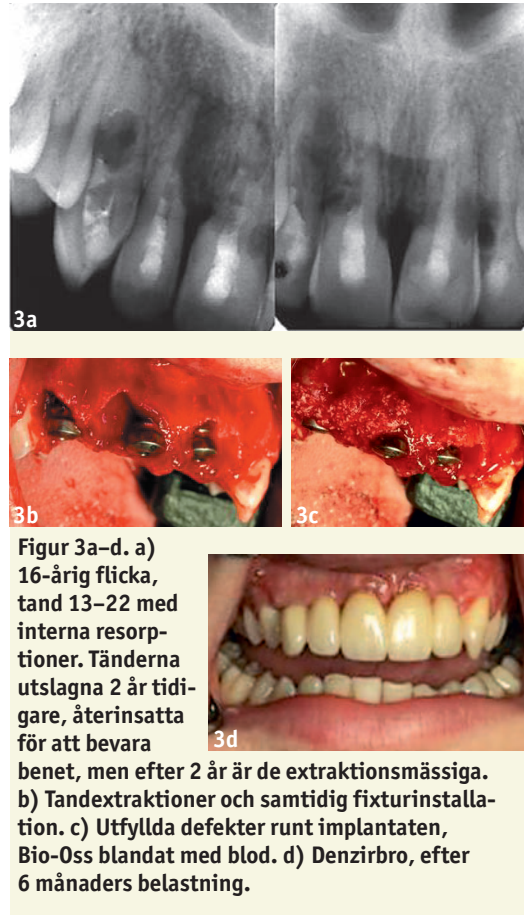 3a
3b
3c
Figur 3a–d. a)
16-årig flicka,
tand 13–22 med
interna resorp-
tioner. Tänderna
utslagna 2 år tidi-
gare, återinsatta
för att bevara
3d
benet, men efter 2 år är de extraktionsmässiga.
b) Tandextraktioner och samtidig fixturinstalla-
tion. c) Utfyllda defekter runt implantaten,
Bio-Oss blandat med blod. d) Denzirbro, efter
6 månaders belastning.